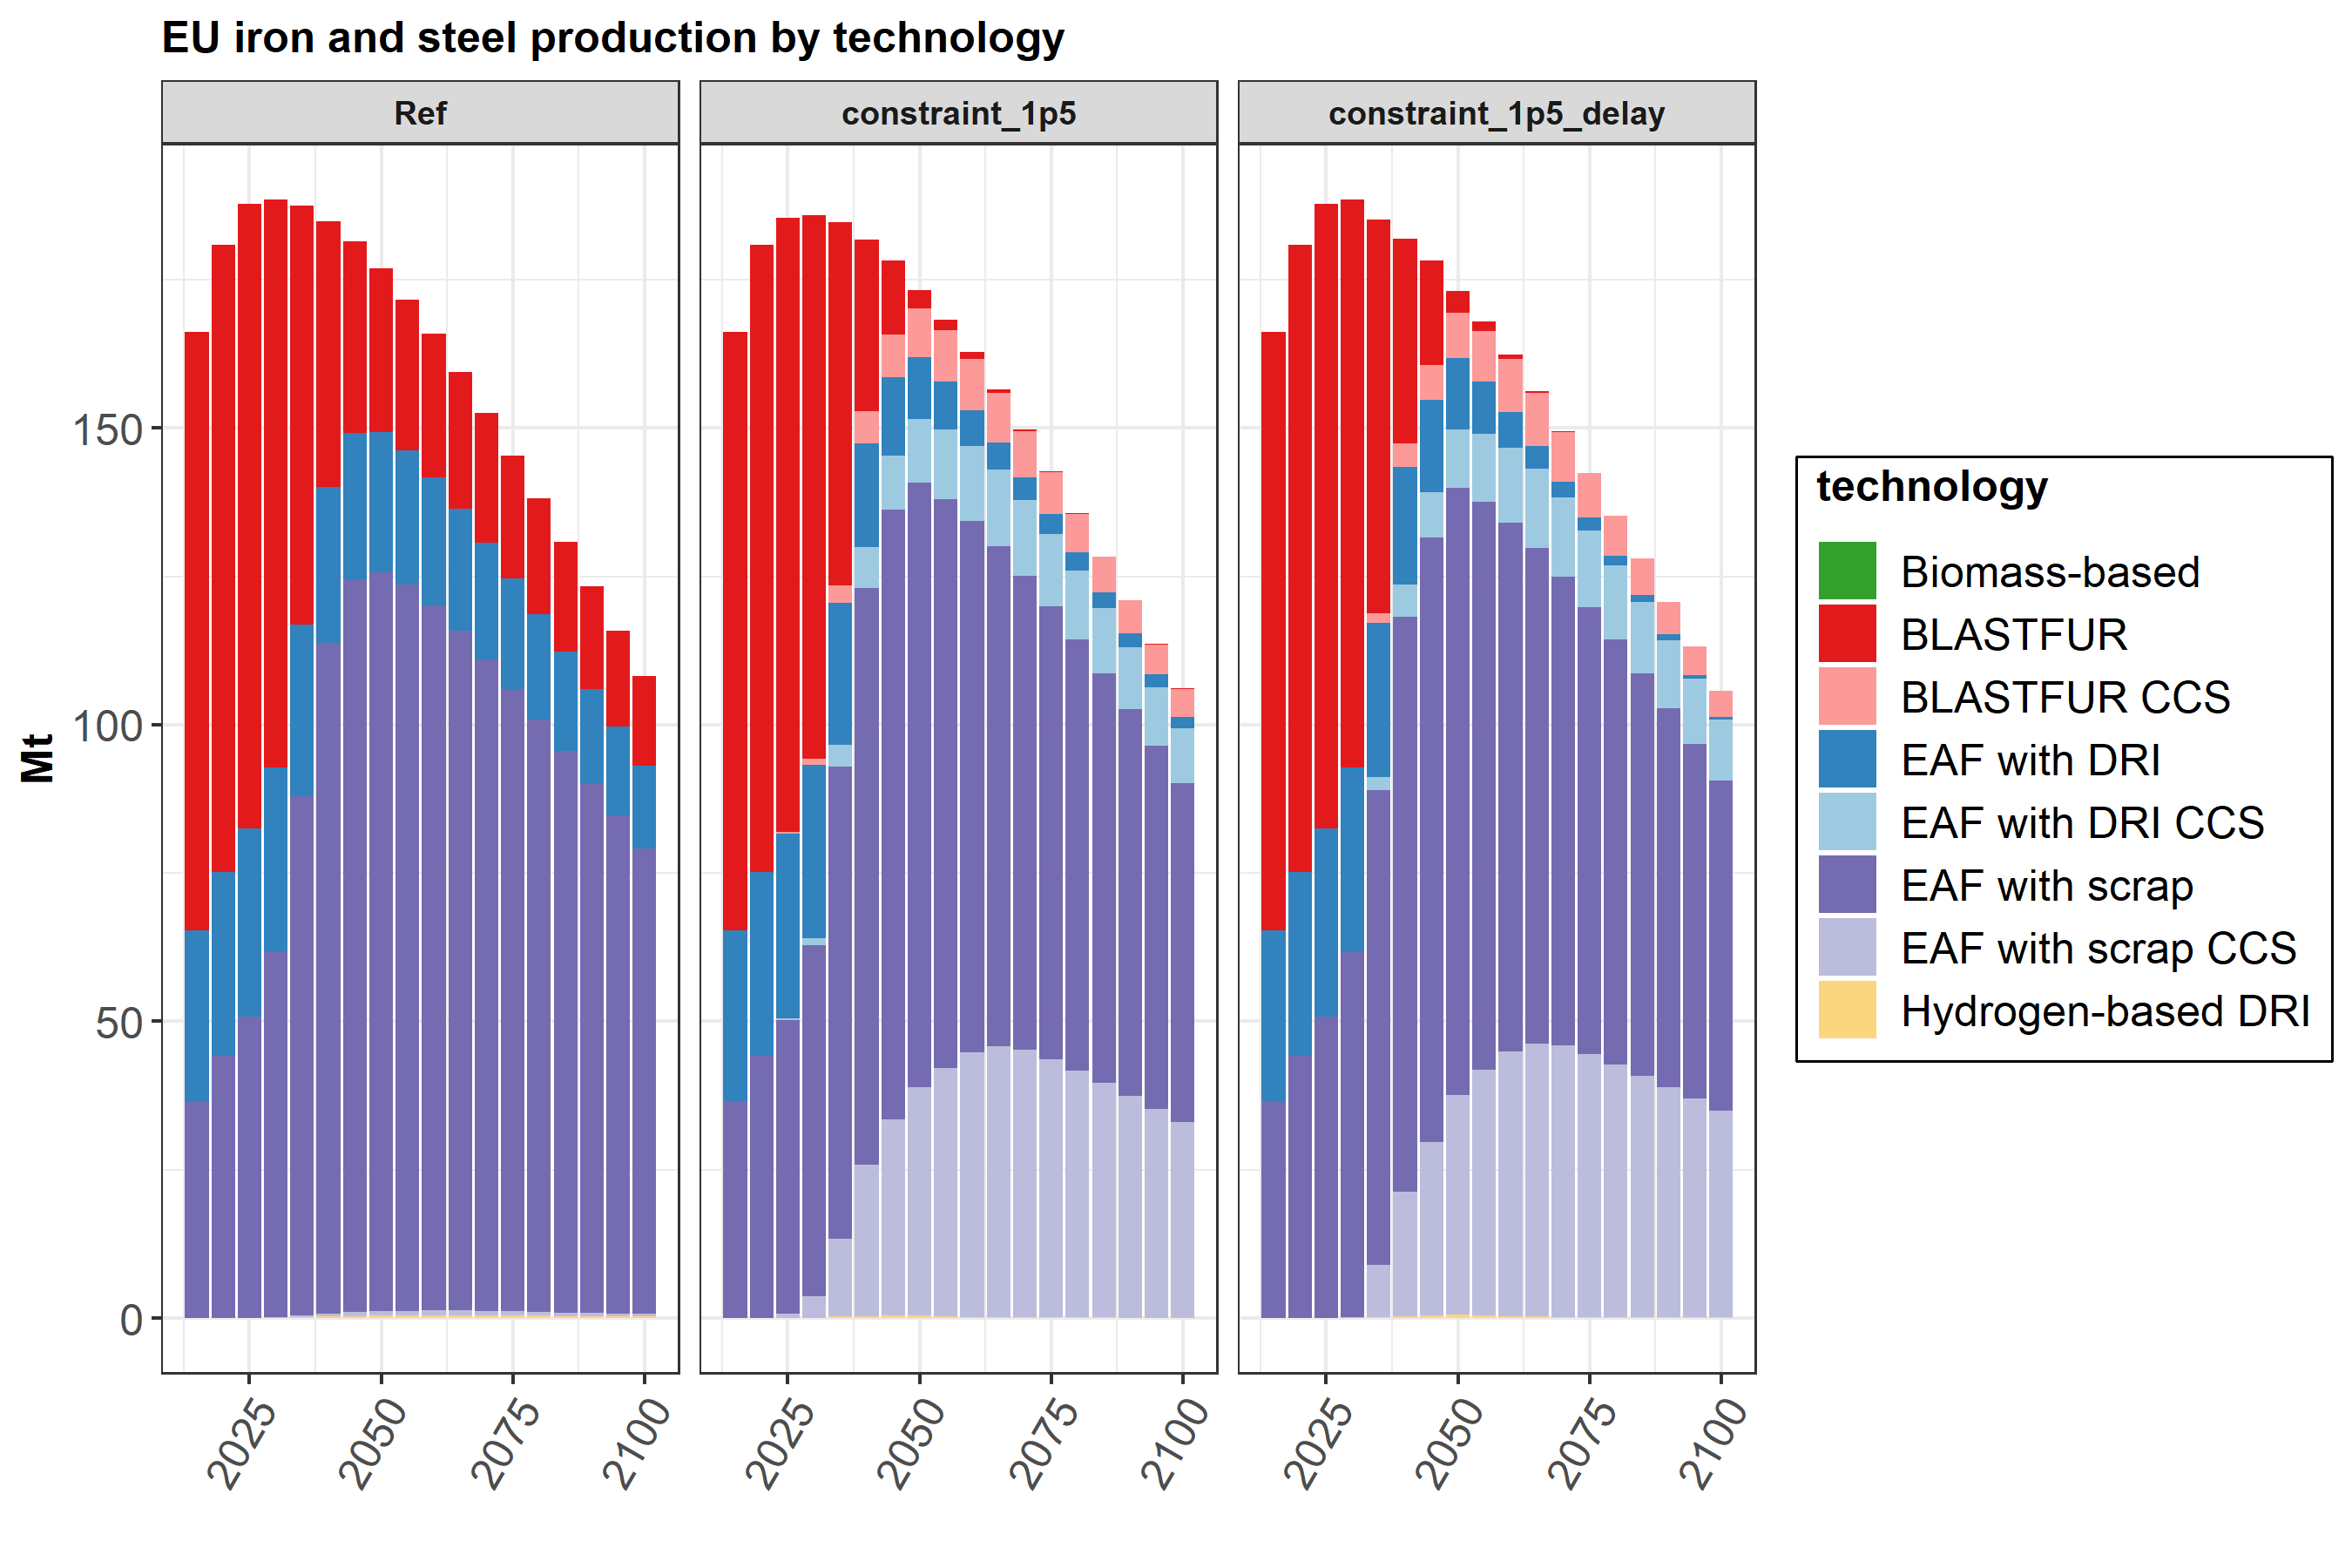 EU iron and steel production by technology
Ref
constraint_1p5
constraint_1p5_delay
Mt
150
100
50
0
2025
2050
2075
2100
2025
2050
2075
2100
2025
2050
2075
2100
technology
Biomass-based
BLASTFUR
BLASTFUR CCS
EAF with DRI
EAF with DRI CCS
EAF with scrap
EAF with scrap CCS
Hydrogen-based DRI